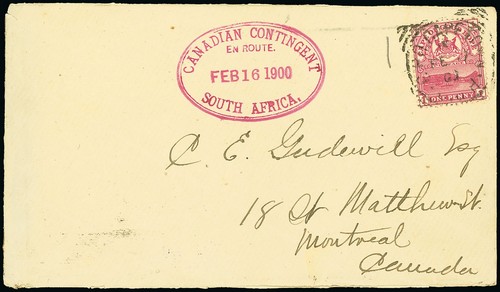 CANADIAN CONTINGENT
EN ROUTE.
FEB 16 1900
SOUTH AFRICA.
ONE PENNY
C. E. Gudewill Esq
18 St Matthew St.
Montreal
Canada